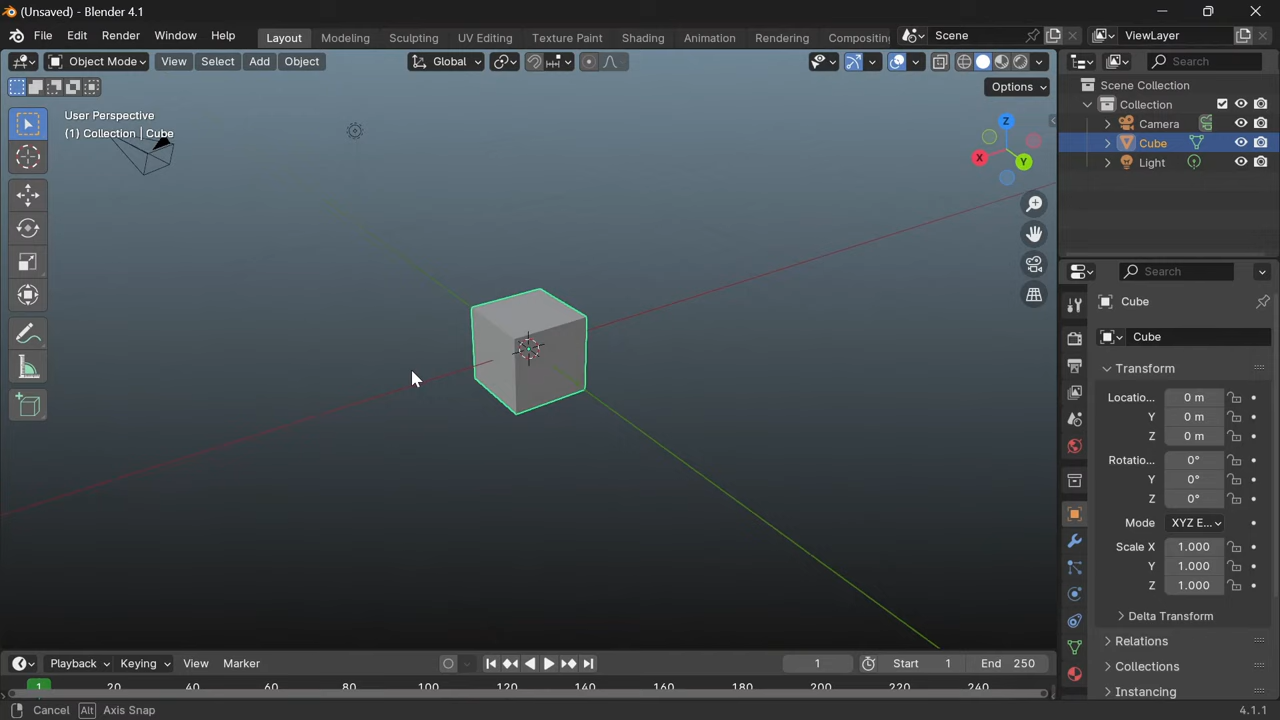 (Unsaved) - Blender 4.1
File Edit Render Window Help Layout Modeling Sculpting UV Editing Texture Paint Shading Animation Rendering Compositing Scene ViewLayer
Object Mode View Select Add Object Global Search
Options
User Perspective
(1) Collection | Cube
Scene Collection
Collection
Camera
Cube
Light
Z
X
Y
Search
Cube
Cube
Transform
Locatio... 0 m
Y 0 m
Z 0 m
Rotatio... 0°
Y 0°
Z 0°
Mode XYZ E...
Scale X 1.000
Y 1.000
Z 1.000
Delta Transform
Relations
Collections
Instancing
Playback Keying View Marker 1 Start 1 End 250
1 20 40 60 80 100 120 140 160 180 200 220 240
Cancel Alt Axis Snap 4.1.1